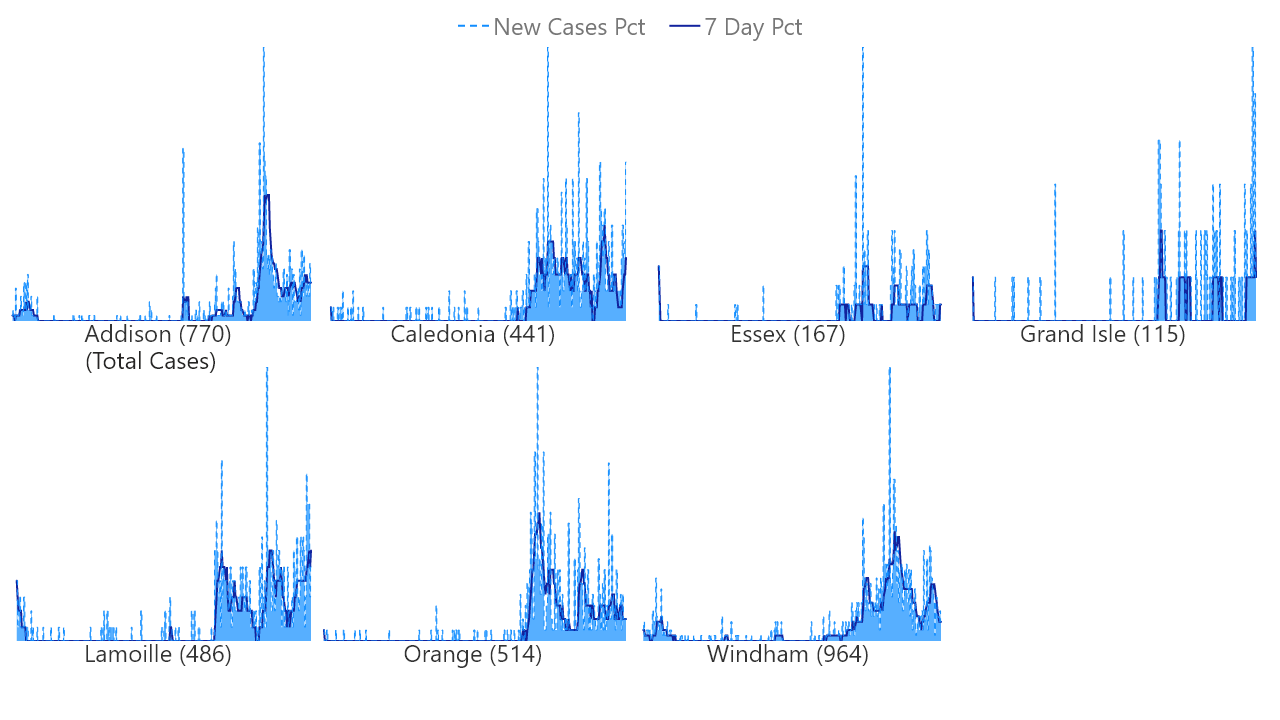 New Cases Pct 7 Day Pct
Addison (770) Caledonia (441) Essex (167) Grand Isle (115)
(Total Cases)
Lamoille (486) Orange (514) Windham (964)